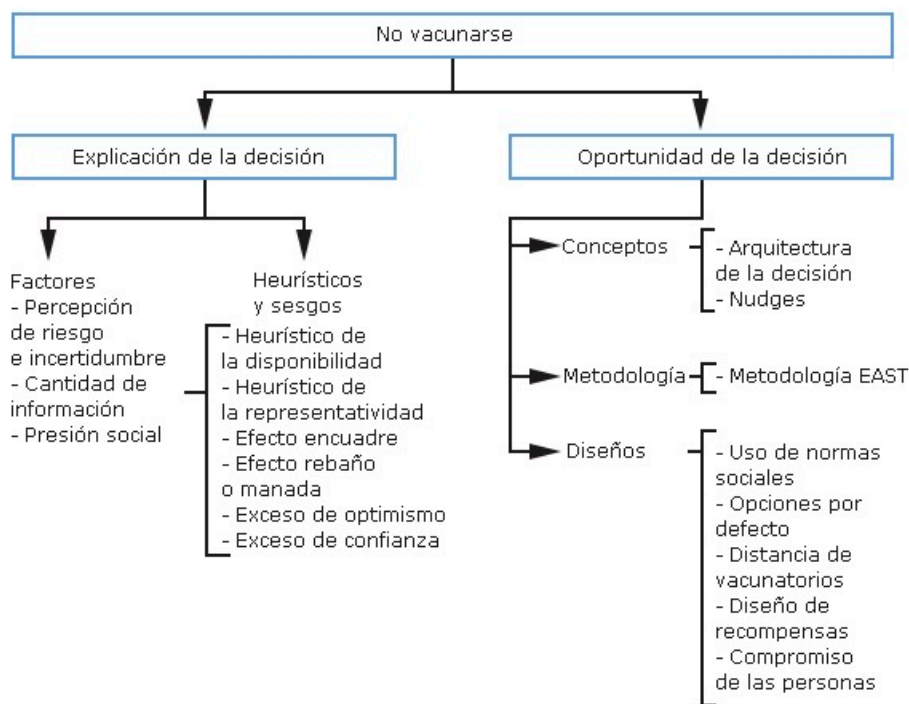 No vacunarse
Explicación de la decisión
Oportunidad de la decisión
Factores
- Percepción
de riesgo
e incertidumbre
- Cantidad de
información
- Presión social
Heurísticos
y sesgos
- Heurístico de
la disponibilidad
- Heurístico de
la representatividad
- Efecto encuadre
- Efecto rebaño
o manada
- Exceso de optimismo
- Exceso de confianza
Conceptos
- Arquitectura
de la decisión
- Nudges
Metodología
- Metodología EAST
Diseños
- Uso de normas
sociales
- Opciones por
defecto
- Distancia de
vacunatorios
- Diseño de
recompensas
- Compromiso
de las personas